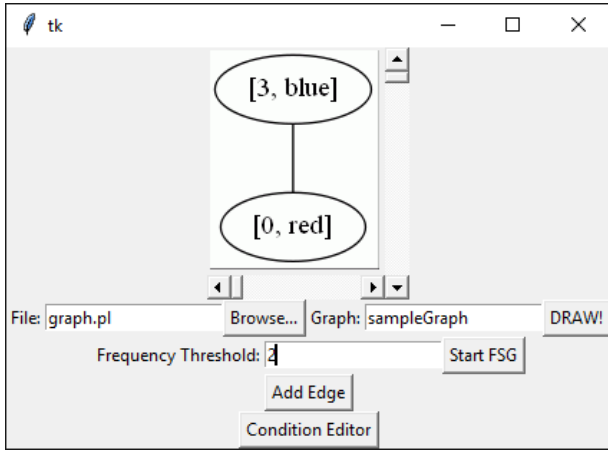 tk
[3, blue]
[0, red]
File: graph.pl Browse... Graph: sampleGraph DRAW!
Frequency Threshold: 2 Start FSG
Add Edge
Condition Editor